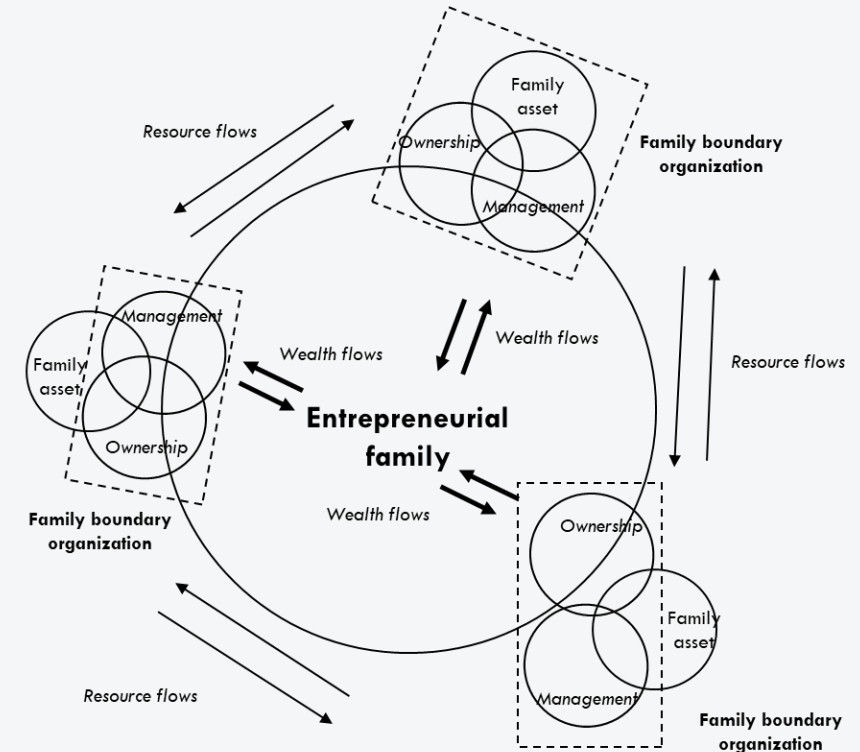 Family
asset
Ownership
Management
Family boundary
organization
Resource flows
Wealth flows
Resource flows
Management
Family
asset
Ownership
Wealth flows
Entrepreneurial
family
Wealth flows
Family boundary
organization
Ownership
Family
asset
Management
Resource flows
Family boundary
organization